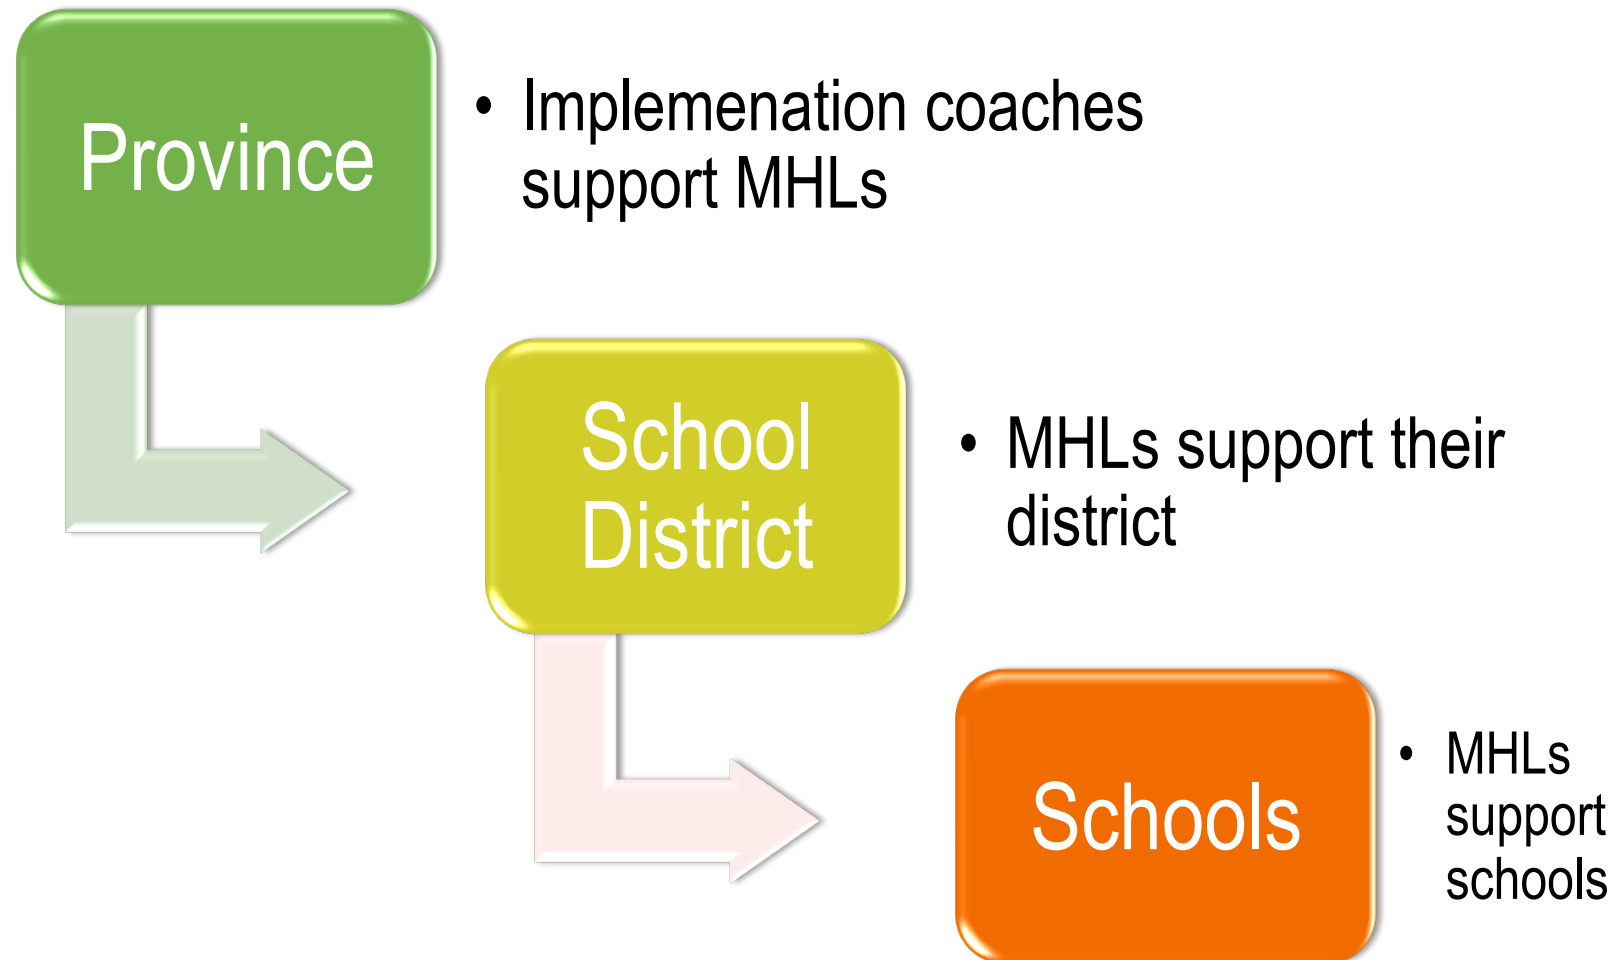 Province
• Implemenation coaches
support MHLs
School
District
• MHLs support their
district
Schools
• MHLs
support
schools